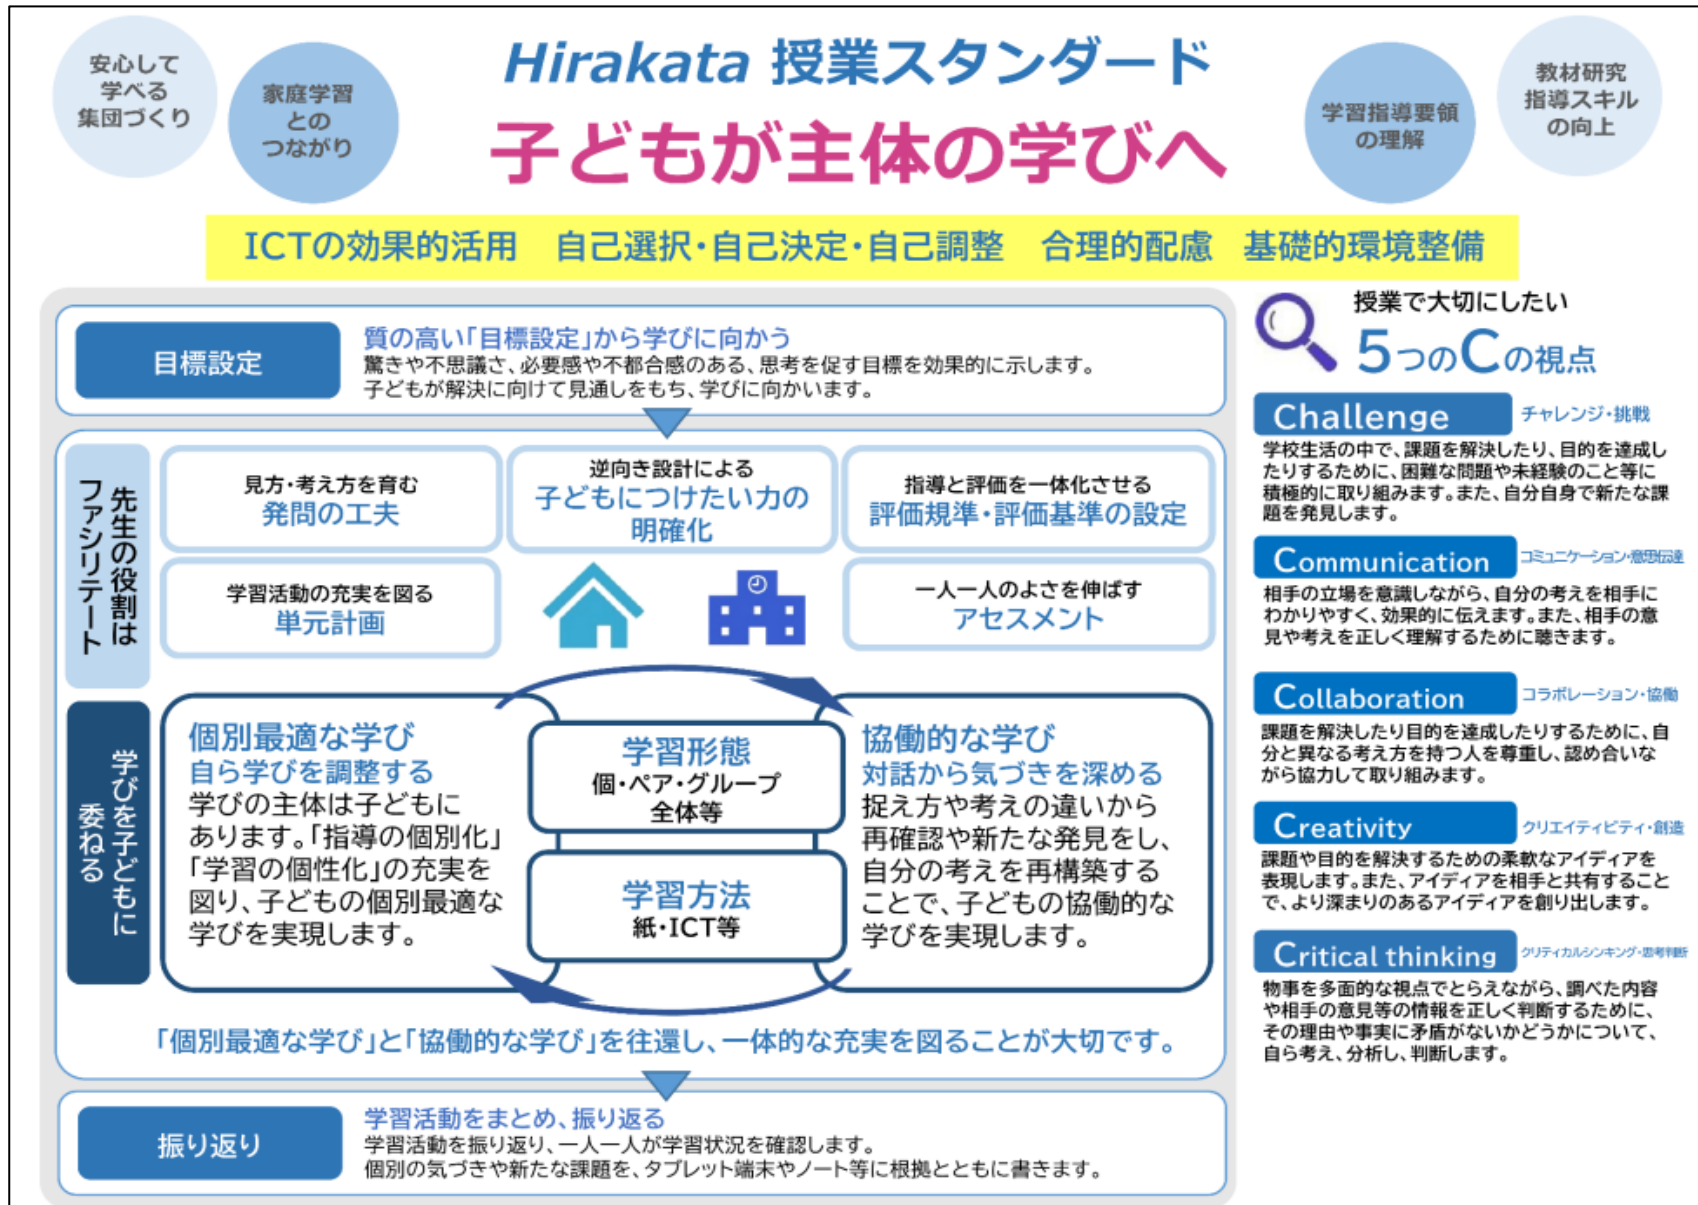 安心して
学べる
集団づくり
家庭学習
との
つながり
Hirakata 授業スタンダード
子どもが主体の学びへ
学習指導要領
の理解
教材研究
指導スキル
の向上
ICTの効果的活用　自己選択・自己決定・自己調整　合理的配慮　基礎的環境整備
目標設定
質の高い「目標設定」から学びに向かう
驚きや不思議さ、必要感や不都合感のある、思考を促す目標を効果的に示します。
子どもが解決に向けて見通しをもち、学びに向かいます。
先生の役割は
ファシリテート
見方・考え方を育む
発問の工夫
逆向き設計による
子どもにつけたい力の
明確化
指導と評価を一体化させる
評価規準・評価基準の設定
学習活動の充実を図る
単元計画
一人一人のよさを伸ばす
アセスメント
学びを子どもに
委ねる
個別最適な学び
自ら学びを調整する
学びの主体は子どもに
あります。「指導の個別化」
「学習の個性化」の充実を
図り、子どもの個別最適な
学びを実現します。
学習形態
個・ペア・グループ
全体等
学習方法
紙・ICT等
協働的な学び
対話から気づきを深める
捉え方や考えの違いから
再確認や新たな発見をし、
自分の考えを再構築する
ことで、子どもの協働的な
学びを実現します。
「個別最適な学び」と「協働的な学び」を往還し、一体的な充実を図ることが大切です。
振り返り
学習活動をまとめ、振り返る
学習活動を振り返り、一人一人が学習状況を確認します。
個別の気づきや新たな課題を、タブレット端末やノート等に根拠とともに書きます。
授業で大切にしたい
5つのCの視点
Challenge チャレンジ・挑戦
学校生活の中で、課題を解決したり、目的を達成し
たりするために、困難な問題や未経験のこと等に
積極的に取り組みます。また、自分自身で新たな課
題を発見します。
Communication コミュニケーション・意思伝達
相手の立場を意識しながら、自分の考えを相手に
わかりやすく、効果的に伝えます。また、相手の意
見や考えを正しく理解するために聴きます。
Collaboration コラボレーション・協働
課題を解決したり目的を達成したりするために、自
分と異なる考え方を持つ人を尊重し、認め合いな
がら協力して取り組みます。
Creativity クリエイティビティ・創造
課題や目的を解決するための柔軟なアイディアを
表現します。また、アイディアを相手と共有すること
で、より深まりのあるアイディアを創り出します。
Critical thinking クリティカルシンキング・思考判断
物事を多面的な視点でとらえながら、調べた内容
や相手の意見等の情報を正しく判断するために、
その理由や事実に矛盾がないかどうかについて、
自ら考え、分析し、判断します。